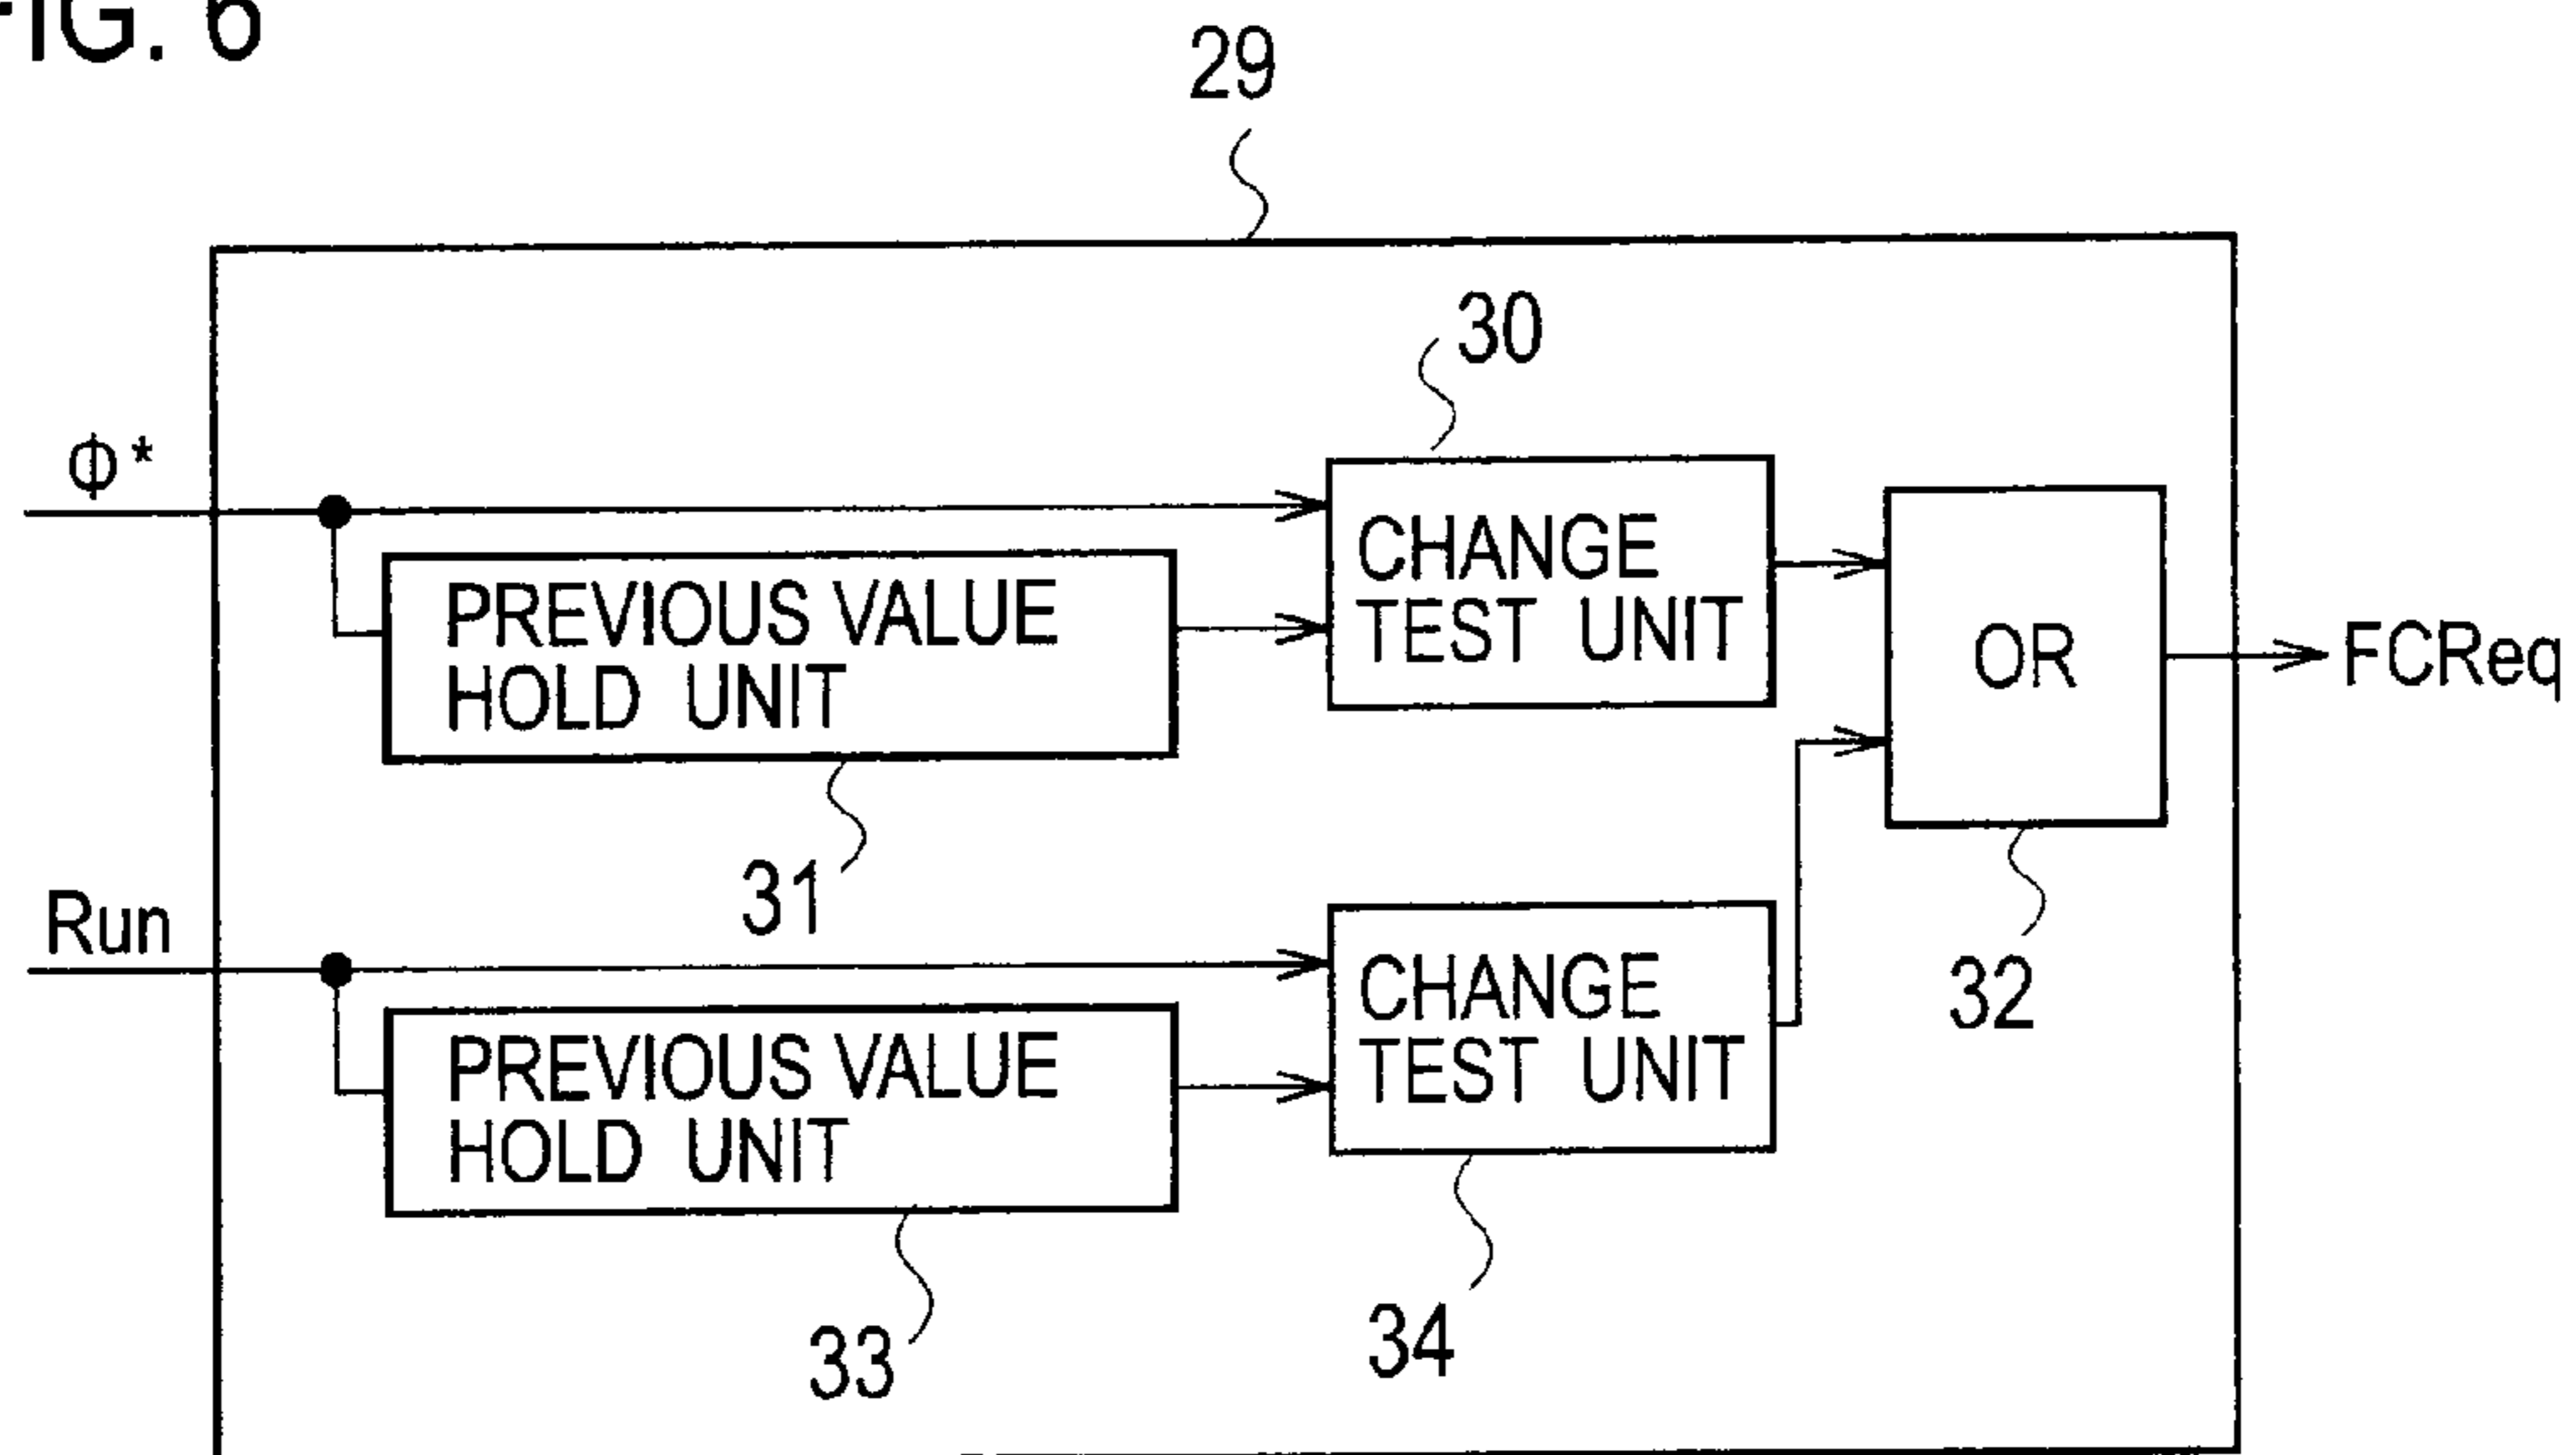 FIG. 6
29
30
Φ*
CHANGE
TEST UNIT
PREVIOUS VALUE
HOLD UNIT
OR
FCReq
31
32
Run
CHANGE
TEST UNIT
PREVIOUS VALUE
HOLD UNIT
33
34